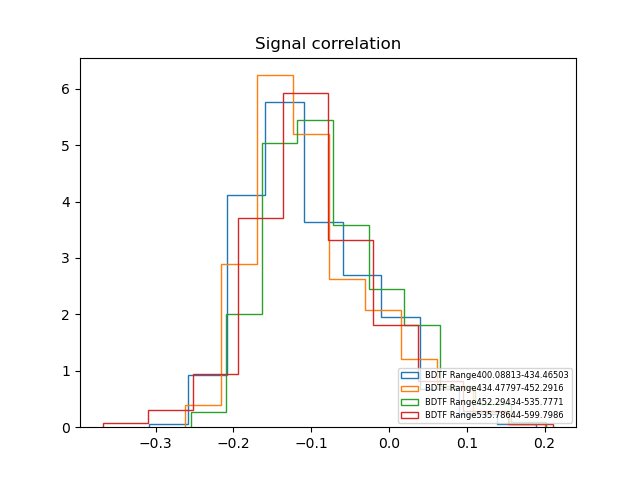 Signal correlation
6
5
4
3
2
1
0
−0.3
−0.2
−0.1
0.0
0.1
0.2
BDTF Range400.08813-434.46503
BDTF Range434.47797-452.2916
BDTF Range452.29434-535.7771
BDTF Range535.78644-599.7986